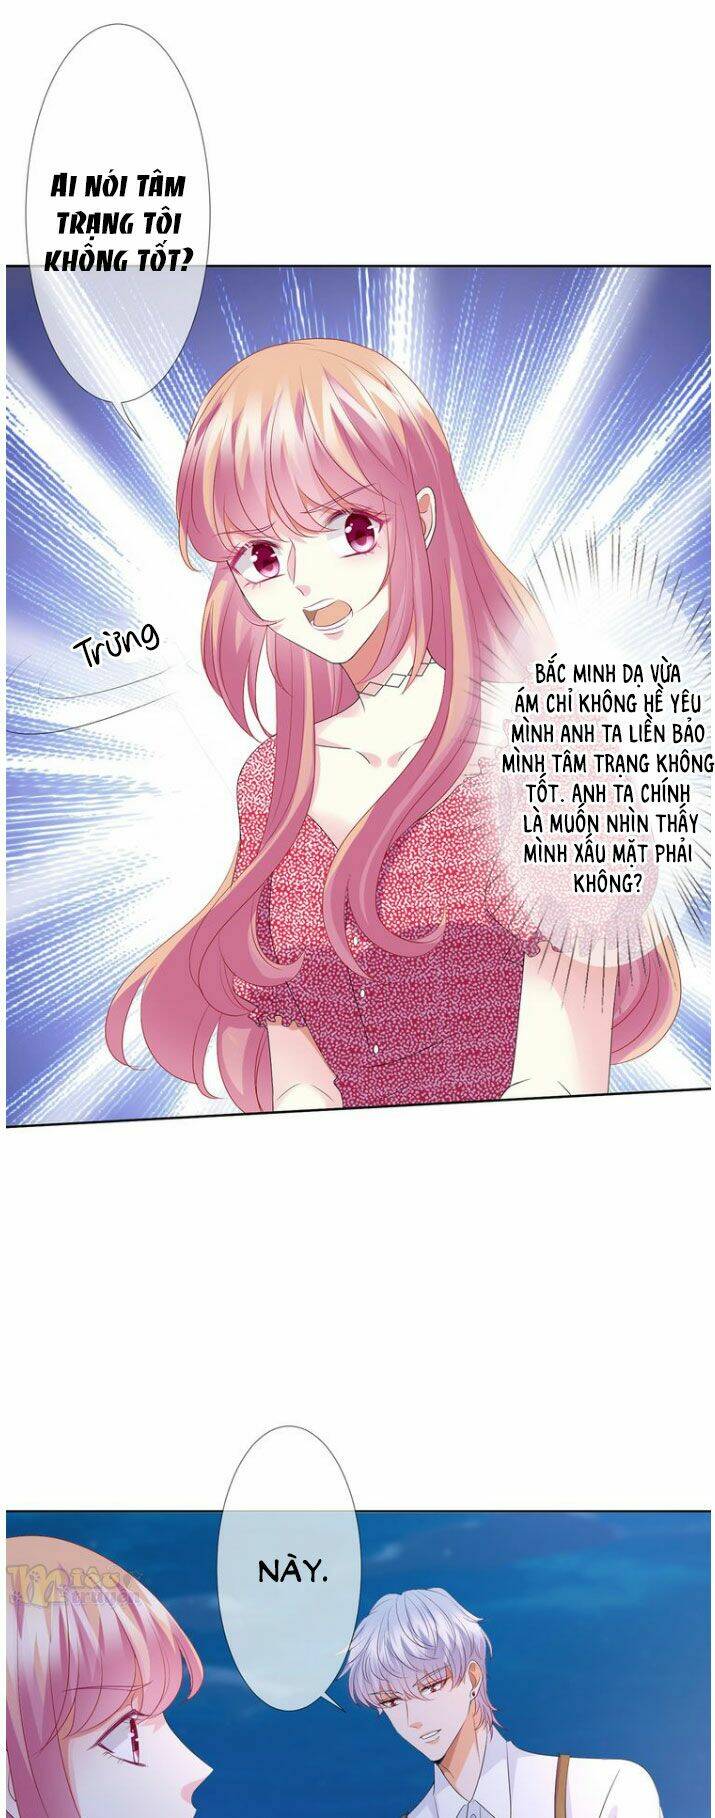 AI NÓI TÂM
TRẠNG TÔI
KHÔNG TỐT?
Trừng
BẮC MINH DẠ VỪA
ÁM CHỈ KHÔNG HỀ YÊU
MÌNH ANH TA LIỀN BẢO
MÌNH TÂM TRẠNG KHÔNG
TỐT. ANH TA CHÍNH
LÀ MUỐN NHÌN THẤY
MÌNH XẤU MẶT PHẢI
KHÔNG?
NÀY.
Mièo
truyện